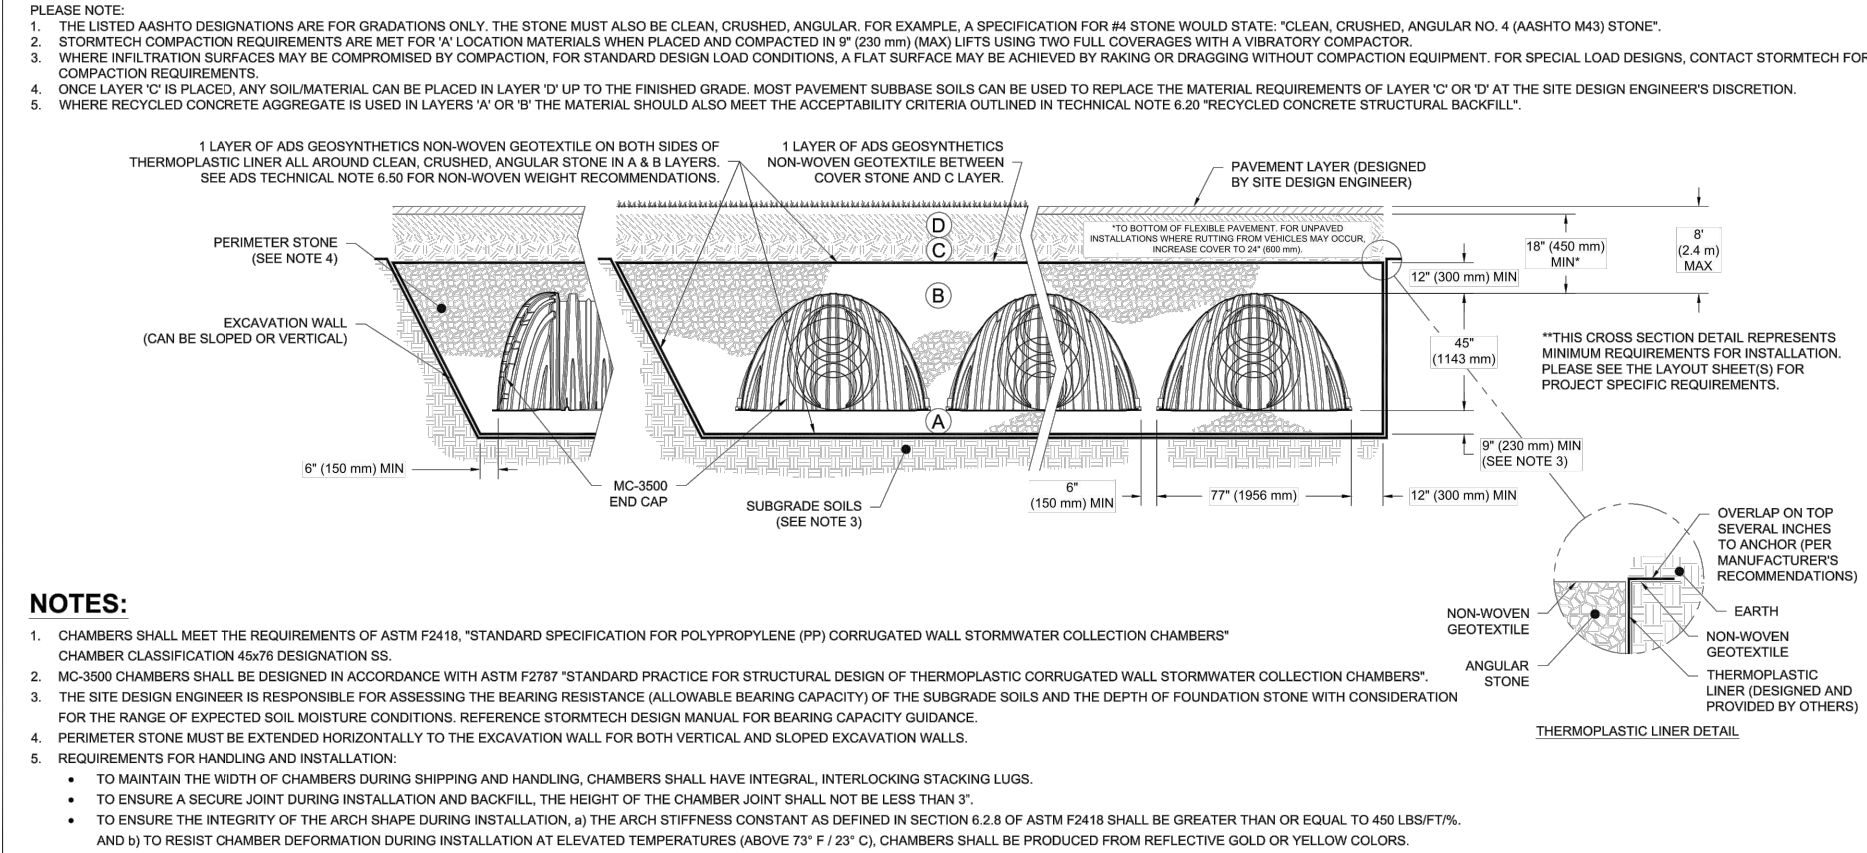 PLEASE NOTE:
1. THE LISTED AASHTO DESIGNATIONS ARE FOR GRADATIONS ONLY. THE STONE MUST ALSO BE CLEAN, CRUSHED, ANGULAR. FOR EXAMPLE, A SPECIFICATION FOR #4 STONE WOULD STATE: "CLEAN, CRUSHED, ANGULAR NO. 4 (AASHTO M43) STONE".
2. STORMTECH COMPACTION REQUIREMENTS ARE MET FOR 'A' LOCATION MATERIALS WHEN PLACED AND COMPACTED IN 9" (230 mm) (MAX) LIFTS USING TWO FULL COVERAGES WITH A VIBRATORY COMPACTOR.
3. WHERE INFILTRATION SURFACES MAY BE COMPROMISED BY COMPACTION, FOR STANDARD DESIGN LOAD CONDITIONS, A FLAT SURFACE MAY BE ACHIEVED BY RAKING OR DRAGGING WITHOUT COMPACTION EQUIPMENT. FOR SPECIAL LOAD DESIGNS, CONTACT STORMTECH FOR
COMPACTION REQUIREMENTS.
4. ONCE LAYER 'C' IS PLACED, ANY SOIL/MATERIAL CAN BE PLACED IN LAYER 'D' UP TO THE FINISHED GRADE. MOST PAVEMENT SUBBASE SOILS CAN BE USED TO REPLACE THE MATERIAL REQUIREMENTS OF LAYER 'C' OR 'D' AT THE SITE DESIGN ENGINEER'S DISCRETION.
5. WHERE RECYCLED CONCRETE AGGREGATE IS USED IN LAYERS 'A' OR 'B' THE MATERIAL SHOULD ALSO MEET THE ACCEPTABILITY CRITERIA OUTLINED IN TECHNICAL NOTE 6.20 "RECYCLED CONCRETE STRUCTURAL BACKFILL".
1 LAYER OF ADS GEOSYNTHETICS NON-WOVEN GEOTEXTILE ON BOTH SIDES OF
THERMOPLASTIC LINER ALL AROUND CLEAN, CRUSHED, ANGULAR STONE IN A & B LAYERS.
SEE ADS TECHNICAL NOTE 6.50 FOR NON-WOVEN WEIGHT RECOMMENDATIONS.
1 LAYER OF ADS GEOSYNTHETICS
NON-WOVEN GEOTEXTILE BETWEEN
COVER STONE AND C LAYER.
PAVEMENT LAYER (DESIGNED
BY SITE DESIGN ENGINEER)
PERIMETER STONE
(SEE NOTE 4)
EXCAVATION WALL
(CAN BE SLOPED OR VERTICAL)
D
C
B
A
*TO BOTTOM OF FLEXIBLE PAVEMENT. FOR UNPAVED
INSTALLATIONS WHERE RUTTING FROM VEHICLES MAY OCCUR,
INCREASE COVER TO 24" (600 mm).
18" (450 mm)
MIN*
8'
(2.4 m)
MAX
12" (300 mm) MIN
45"
(1143 mm)
**THIS CROSS SECTION DETAIL REPRESENTS
MINIMUM REQUIREMENTS FOR INSTALLATION.
PLEASE SEE THE LAYOUT SHEET(S) FOR
PROJECT SPECIFIC REQUIREMENTS.
9" (230 mm) MIN
(SEE NOTE 3)
6" (150 mm) MIN
MC-3500
END CAP
SUBGRADE SOILS
(SEE NOTE 3)
6"
(150 mm) MIN
77" (1956 mm)
12" (300 mm) MIN
OVERLAP ON TOP
SEVERAL INCHES
TO ANCHOR (PER
MANUFACTURER'S
RECOMMENDATIONS)
NON-WOVEN
GEOTEXTILE
EARTH
NON-WOVEN
GEOTEXTILE
ANGULAR
STONE
THERMOPLASTIC
LINER (DESIGNED AND
PROVIDED BY OTHERS)
THERMOPLASTIC LINER DETAIL
NOTES:
1. CHAMBERS SHALL MEET THE REQUIREMENTS OF ASTM F2418, "STANDARD SPECIFICATION FOR POLYPROPYLENE (PP) CORRUGATED WALL STORMWATER COLLECTION CHAMBERS"
CHAMBER CLASSIFICATION 45x76 DESIGNATION SS.
2. MC-3500 CHAMBERS SHALL BE DESIGNED IN ACCORDANCE WITH ASTM F2787 "STANDARD PRACTICE FOR STRUCTURAL DESIGN OF THERMOPLASTIC CORRUGATED WALL STORMWATER COLLECTION CHAMBERS".
3. THE SITE DESIGN ENGINEER IS RESPONSIBLE FOR ASSESSING THE BEARING RESISTANCE (ALLOWABLE BEARING CAPACITY) OF THE SUBGRADE SOILS AND THE DEPTH OF FOUNDATION STONE WITH CONSIDERATION
FOR THE RANGE OF EXPECTED SOIL MOISTURE CONDITIONS. REFERENCE STORMTECH DESIGN MANUAL FOR BEARING CAPACITY GUIDANCE.
4. PERIMETER STONE MUST BE EXTENDED HORIZONTALLY TO THE EXCAVATION WALL FOR BOTH VERTICAL AND SLOPED EXCAVATION WALLS.
5. REQUIREMENTS FOR HANDLING AND INSTALLATION:
• TO MAINTAIN THE WIDTH OF CHAMBERS DURING SHIPPING AND HANDLING, CHAMBERS SHALL HAVE INTEGRAL, INTERLOCKING STACKING LUGS.
• TO ENSURE A SECURE JOINT DURING INSTALLATION AND BACKFILL, THE HEIGHT OF THE CHAMBER JOINT SHALL NOT BE LESS THAN 3".
• TO ENSURE THE INTEGRITY OF THE ARCH SHAPE DURING INSTALLATION, a) THE ARCH STIFFNESS CONSTANT AS DEFINED IN SECTION 6.2.8 OF ASTM F2418 SHALL BE GREATER THAN OR EQUAL TO 450 LBS/FT/%.
AND b) TO RESIST CHAMBER DEFORMATION DURING INSTALLATION AT ELEVATED TEMPERATURES (ABOVE 73° F / 23° C), CHAMBERS SHALL BE PRODUCED FROM REFLECTIVE GOLD OR YELLOW COLORS.